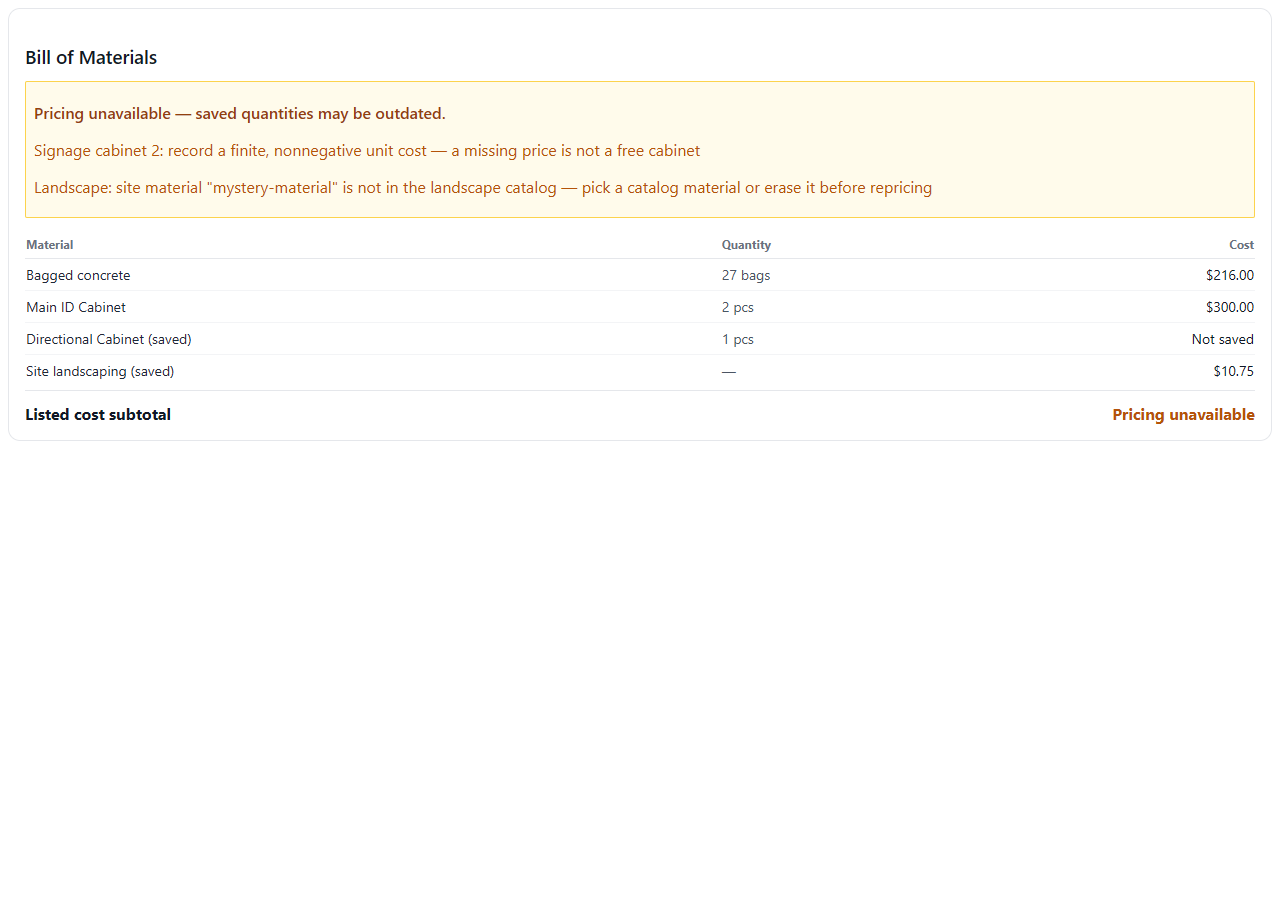 Bill of Materials
Pricing unavailable — saved quantities may be outdated.
Signage cabinet 2: record a finite, nonnegative unit cost — a missing price is not a free cabinet
Landscape: site material "mystery-material" is not in the landscape catalog — pick a catalog material or erase it before repricing
Material Quantity Cost
Bagged concrete 27 bags $216.00
Main ID Cabinet 2 pcs $300.00
Directional Cabinet (saved) 1 pcs Not saved
Site landscaping (saved) — $10.75
Listed cost subtotal Pricing unavailable